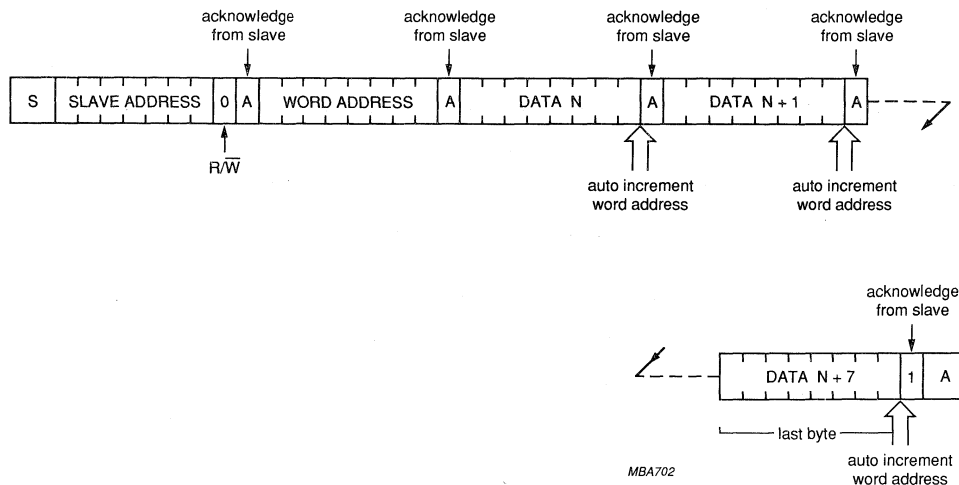 acknowledge acknowledge acknowledge acknowledge
from slave from slave from slave from slave
S SLAVE ADDRESS 0 A WORD ADDRESS A DATA N A DATA N + 1 A
R/W̅
auto increment auto increment
word address word address
acknowledge
from slave
DATA N + 7 1 A
last byte
auto increment
word address
MBA702